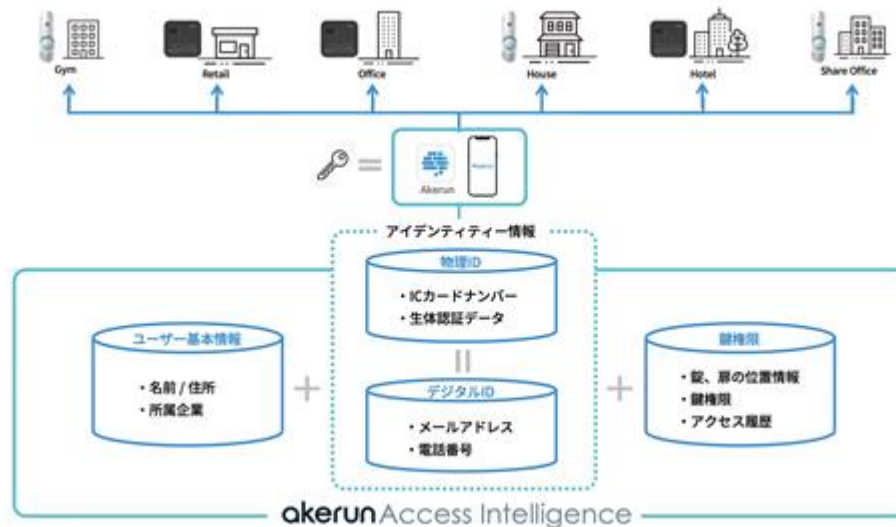 Gym
Retail
Office
House
Hotel
Share Office
Akerun
アイデンティティー情報
物理ID
・ICカードナンバー
・生体認証データ
ユーザー基本情報
・名前 / 住所
・所属企業
デジタルID
・メールアドレス
・電話番号
鍵権限
・錠、扉の位置情報
・鍵権限
・アクセス履歴
akerun Access Intelligence